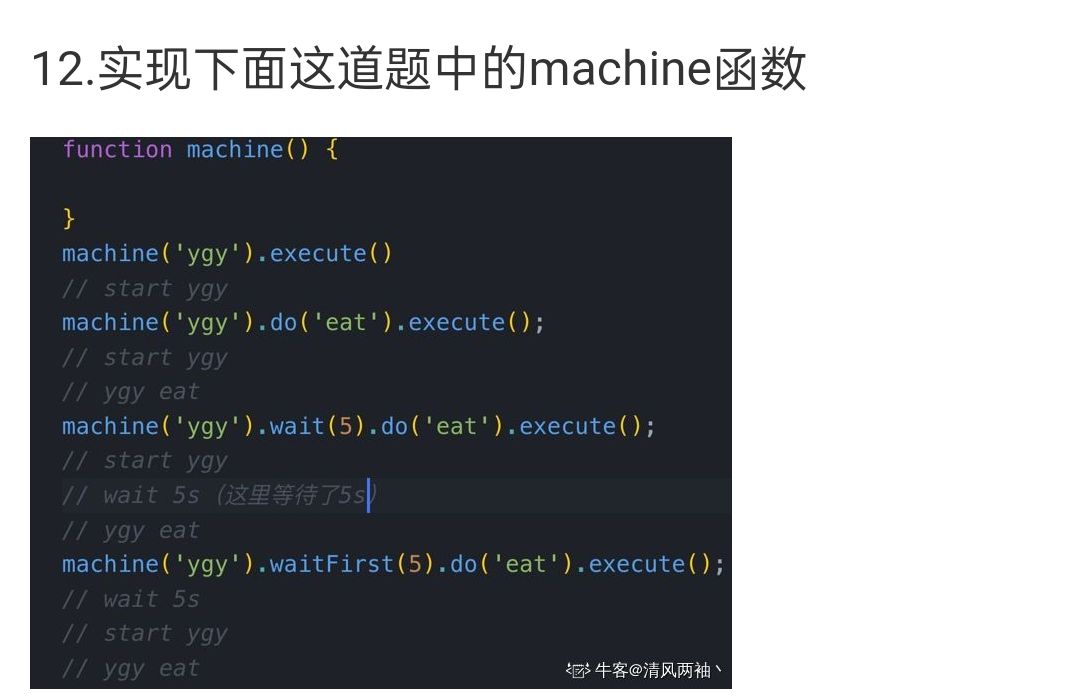 12.实现下面这道题中的machine函数
function machine() {
}
machine('ygy').execute()
// start ygy
machine('ygy').do('eat').execute();
// start ygy
// ygy eat
machine('ygy').wait(5).do('eat').execute();
// start ygy
// wait 5s (这里等待了5s)
// ygy eat
machine('ygy').waitFirst(5).do('eat').execute();
// wait 5s
// start ygy
// ygy eat
牛客@清风两袖丶